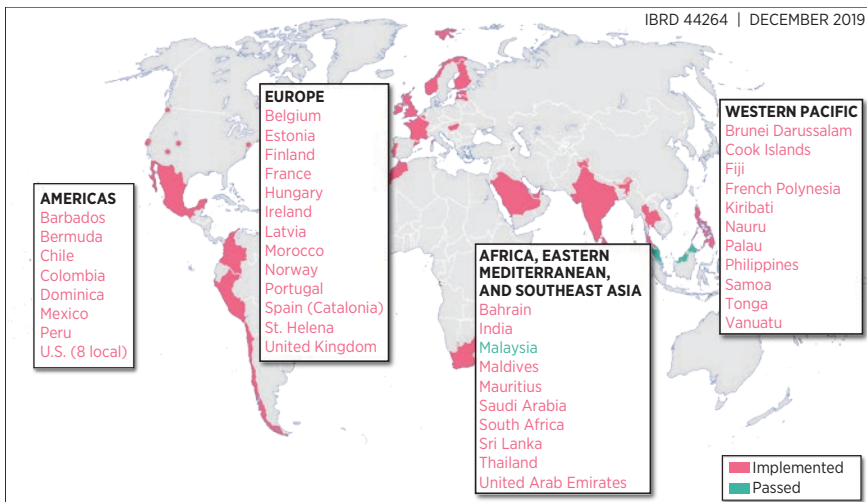 IBRD 44264 | DECEMBER 2019
EUROPE
Belgium
Estonia
Finland
France
Hungary
Ireland
Latvia
Morocco
Norway
Portugal
Spain (Catalonia)
St. Helena
United Kingdom
WESTERN PACIFIC
Brunei Darussalam
Cook Islands
Fiji
French Polynesia
Kiribati
Nauru
Palau
Philippines
Samoa
Tonga
Vanuatu
AMERICAS
Barbados
Bermuda
Chile
Colombia
Dominica
Mexico
Peru
U.S. (8 local)
AFRICA, EASTERN
MEDITERRANEAN,
AND SOUTHEAST ASIA
Bahrain
India
Malaysia
Maldives
Mauritius
Saudi Arabia
South Africa
Sri Lanka
Thailand
United Arab Emirates
Implemented
Passed